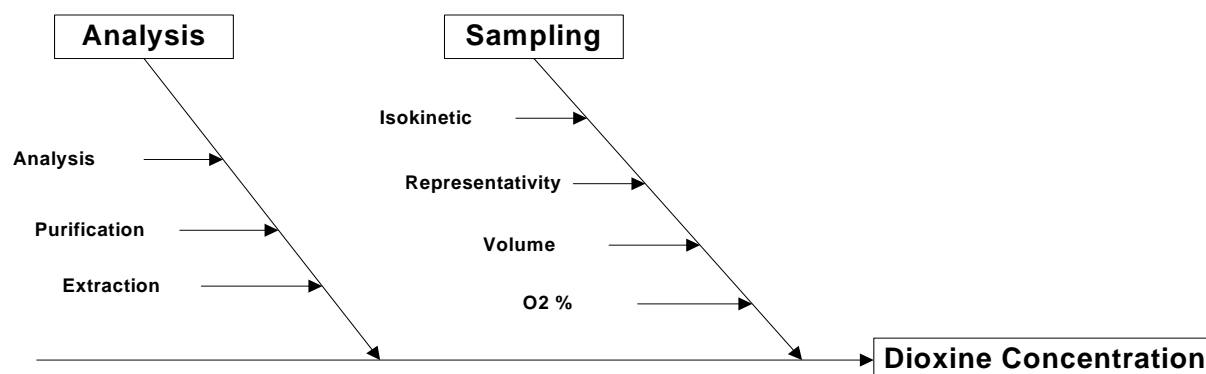 Analysis
Sampling
Isokinetic
Analysis
Representativity
Purification
Volume
Extraction
O2 %
Dioxine Concentration